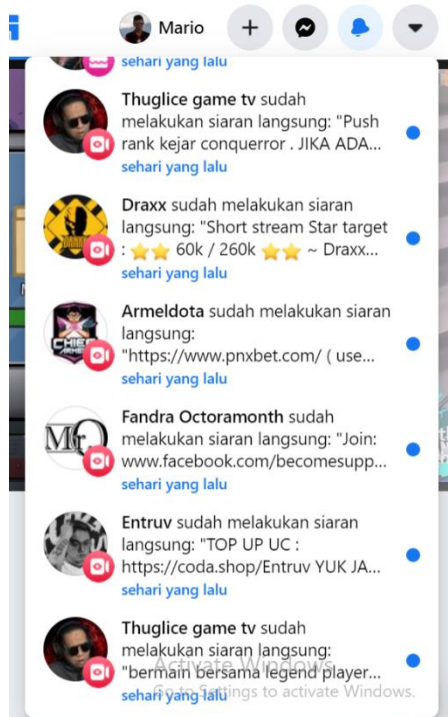 Mario
sehari yang lalu
Thuglice game tv sudah
melakukan siaran langsung: "Push
rank kejar conquerror . JIKA ADA...
sehari yang lalu
Draxx sudah melakukan siaran
langsung: "Short stream Star target
: ⭐⭐ 60k / 260k ⭐⭐ ~ Draxx...
sehari yang lalu
Armeldota sudah melakukan siaran
langsung:
"https://www.pnxbet.com/ ( use...
sehari yang lalu
CHIEF
ARMEL
Fandra Octoramonth sudah
melakukan siaran langsung: "Join:
www.facebook.com/becomesupp...
sehari yang lalu
Entruv sudah melakukan siaran
langsung: "TOP UP UC :
https://coda.shop/Entruv YUK JA...
sehari yang lalu
Thuglice game tv sudah
melakukan siaran langsung:
"bermain bersama legend player...
sehari yang lalu
Activate Windows
Go to Settings to activate Windows.